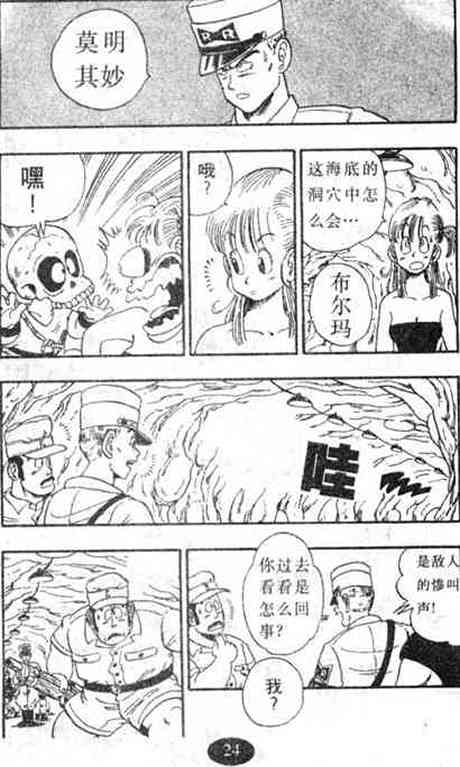 莫明
其妙
RR
这海底的
洞穴中怎
么会…
布尔玛
哦?
嘿!
哇
是敌人
的惨叫
声!
你过去
看看是
怎么回
事?
我?
24